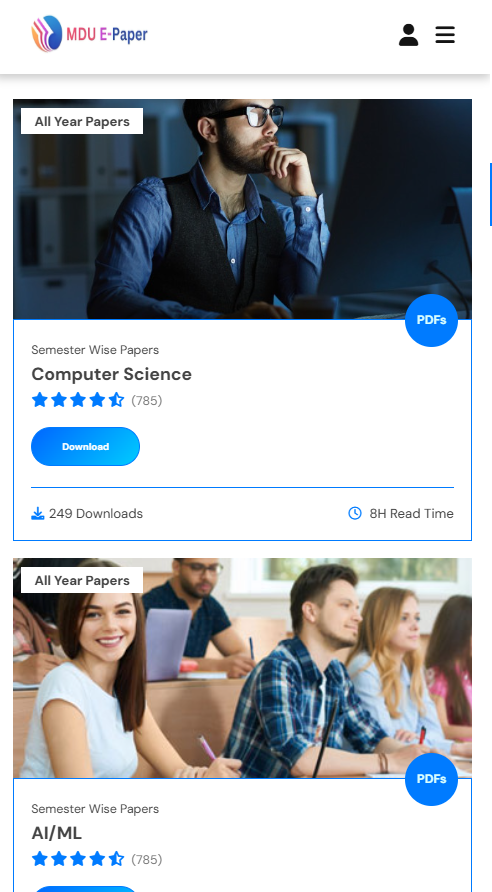 MDU E-Paper
All Year Papers
PDFs
Semester Wise Papers
Computer Science
(785)
Download
249 Downloads
8H Read Time
All Year Papers
PDFs
Semester Wise Papers
AI/ML
(785)